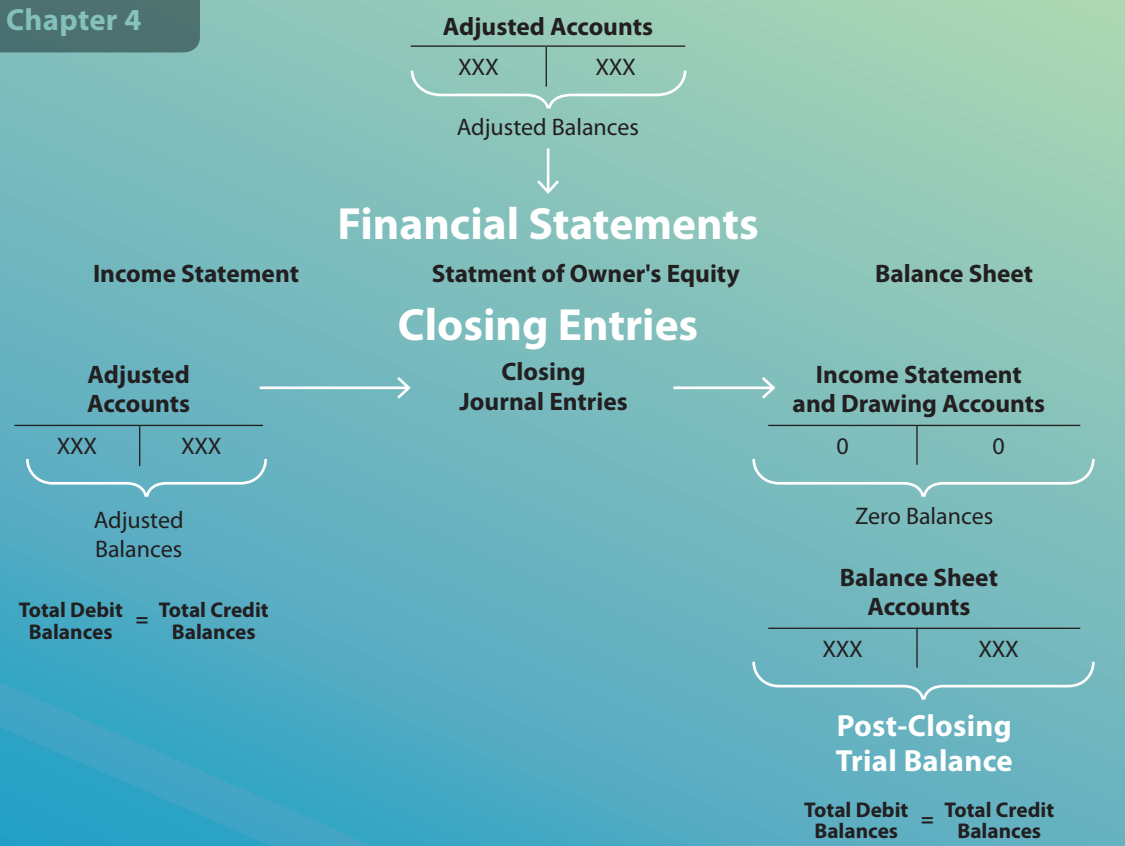 Chapter 4
Adjusted Accounts
XXX XXX
Adjusted Balances
Financial Statements
Income Statement Statment of Owner's Equity Balance Sheet
Closing Entries
Adjusted
Accounts
XXX XXX
Adjusted
Balances
Total Debit = Total Credit
Balances Balances
Closing
Journal Entries
Income Statement
and Drawing Accounts
0 0
Zero Balances
Balance Sheet
Accounts
XXX XXX
Post-Closing
Trial Balance
Total Debit = Total Credit
Balances Balances